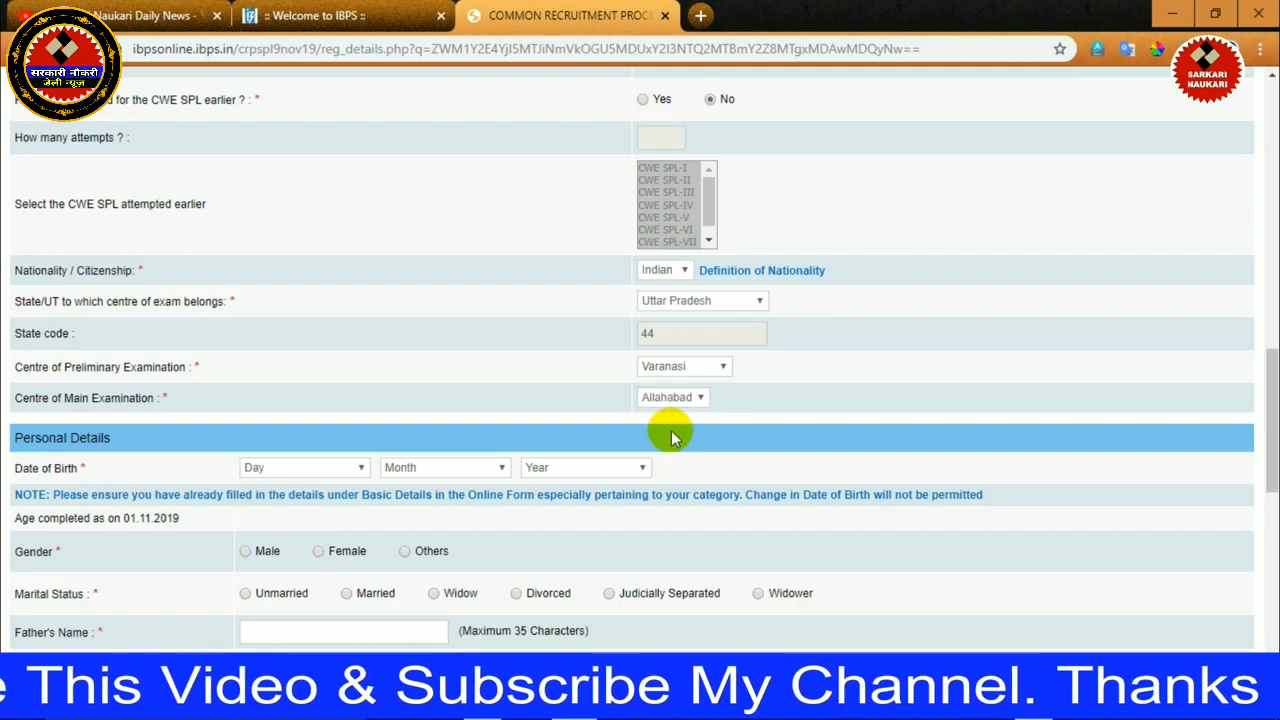 Naukari Daily News -
:: Welcome to IBPS ::
COMMON RECRUITMENT PROC
ibpsonline.ibps.in/crpspl9nov19/reg_details.php?q=ZWM1Y2E4YjI5MTJiNmVkOGU5MDUxY2I3NTQ2MTBmY2Z8MTgxMDAwMDQyNw==
सरकारी नौकरी
डेली न्यूज़
SARKARI
NAUKARI
d for the CWE SPL earlier ? : *
Yes
No
How many attempts ? :
Select the CWE SPL attempted earlier
CWE SPL-I
CWE SPL-II
CWE SPL-III
CWE SPL-IV
CWE SPL-V
CWE SPL-VI
CWE SPL-VII
Nationality / Citizenship: *
Indian
Definition of Nationality
State/UT to which centre of exam belongs: *
Uttar Pradesh
State code :
44
Centre of Preliminary Examination : *
Varanasi
Centre of Main Examination : *
Allahabad
Personal Details
Date of Birth *
Day
Month
Year
NOTE: Please ensure you have already filled in the details under Basic Details in the Online Form especially pertaining to your category. Change in Date of Birth will not be permitted
Age completed as on 01.11.2019
Gender *
Male
Female
Others
Marital Status : *
Unmarried
Married
Widow
Divorced
Judicially Separated
Widower
Father's Name : *
(Maximum 35 Characters)
e This Video & Subscribe My Channel. Thanks